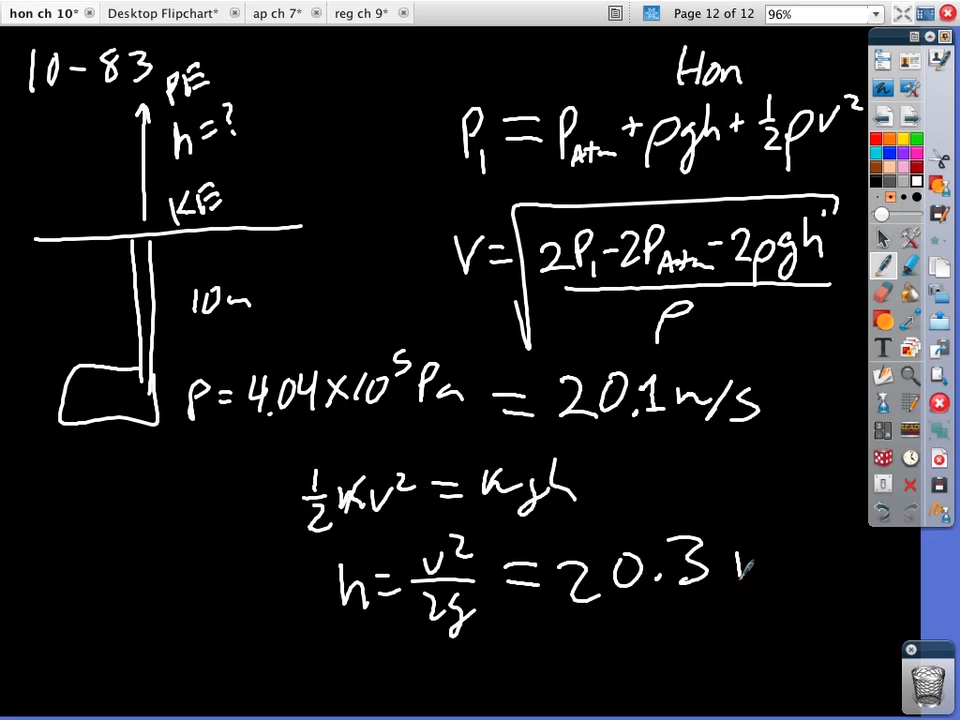 hon ch 10*
Desktop Flipchart*
ap ch 7*
reg ch 9*
Page 12 of 12
96%
10-83
Hon
PE
h=?
KE
P₁ = P_Atm + ρgh + ½ρv²
V = √((2P₁-2P_Atm-2ρgh)/ρ)
10m
P=4.04×10⁵Pa = 20.1m/s
½mv² = mgh
h= v²/2g = 20.3